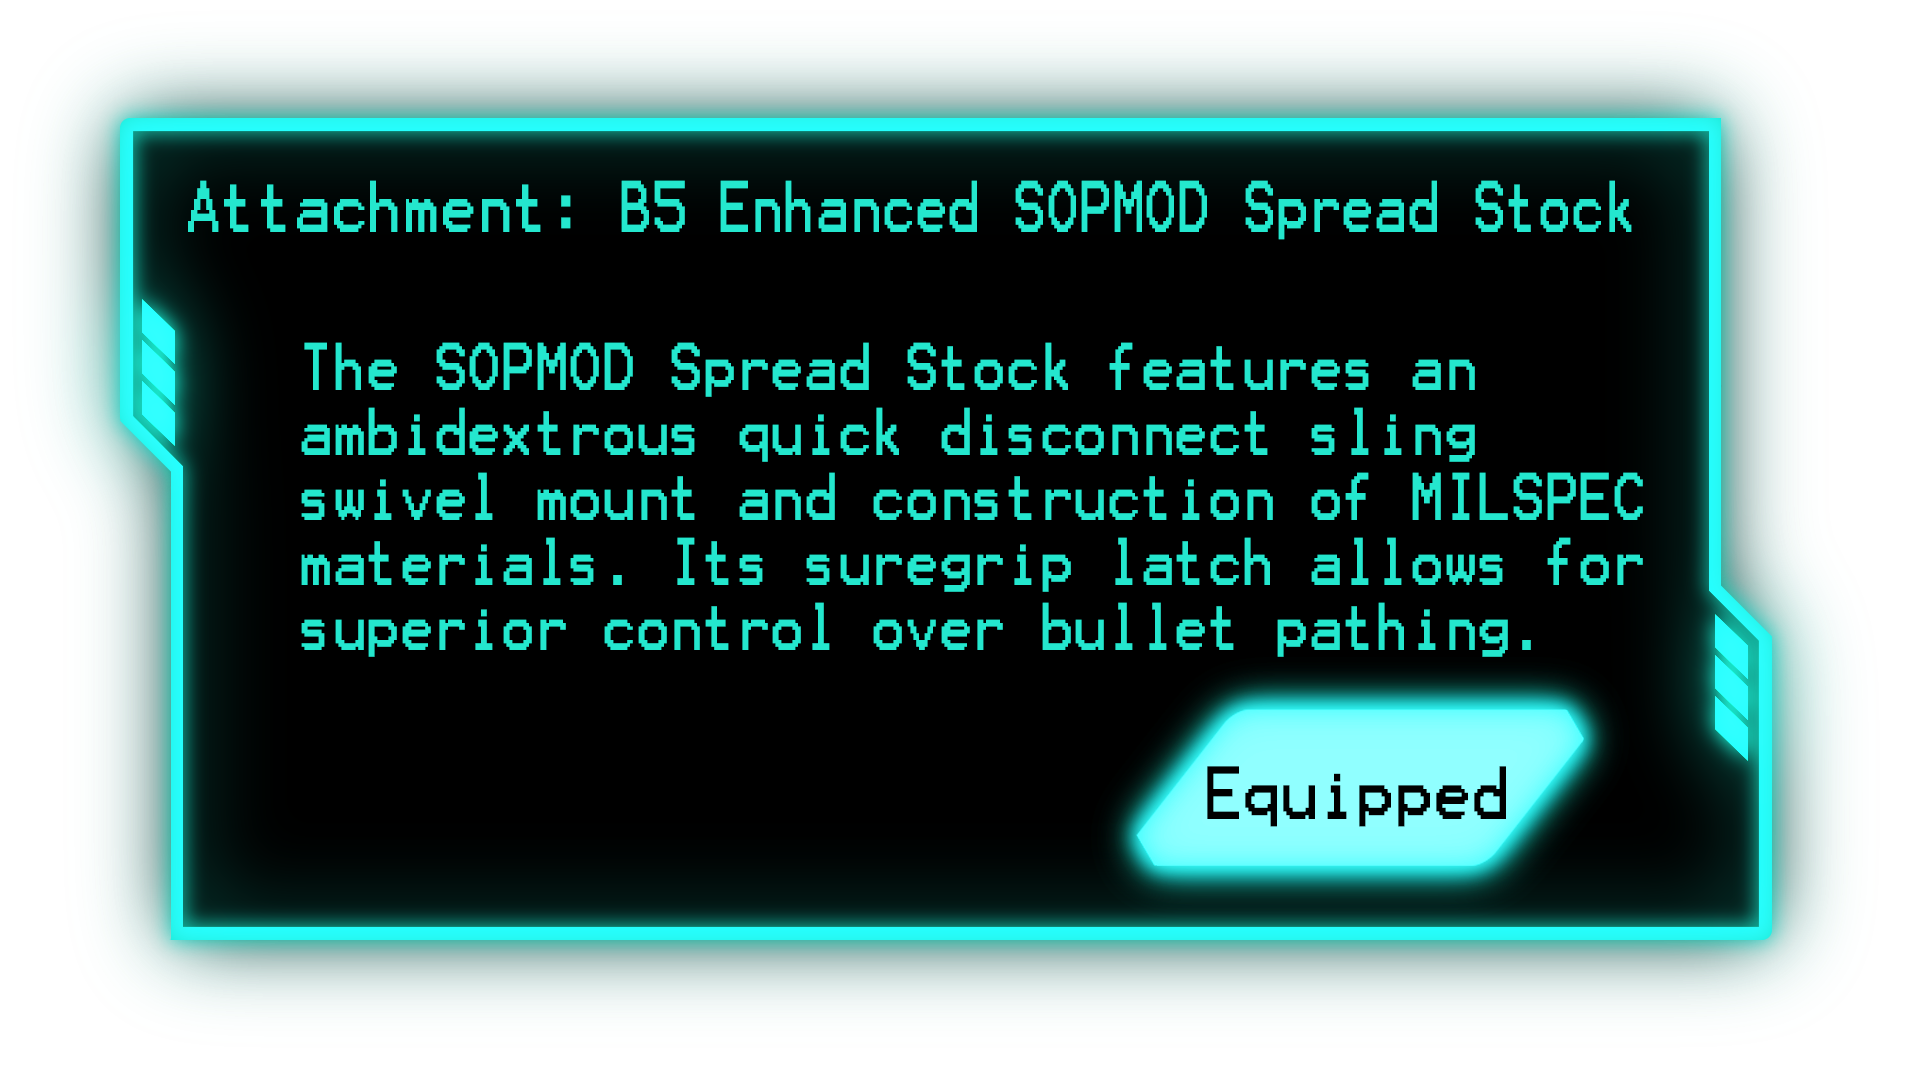 Attachment: B5 Enhanced SOPMOD Spread Stock
The SOPMOD Spread Stock features an
ambidextrous quick disconnect sling
swivel mount and construction of MILSPEC
materials. Its suregrip latch allows for
superior control over bullet pathing.
Equipped